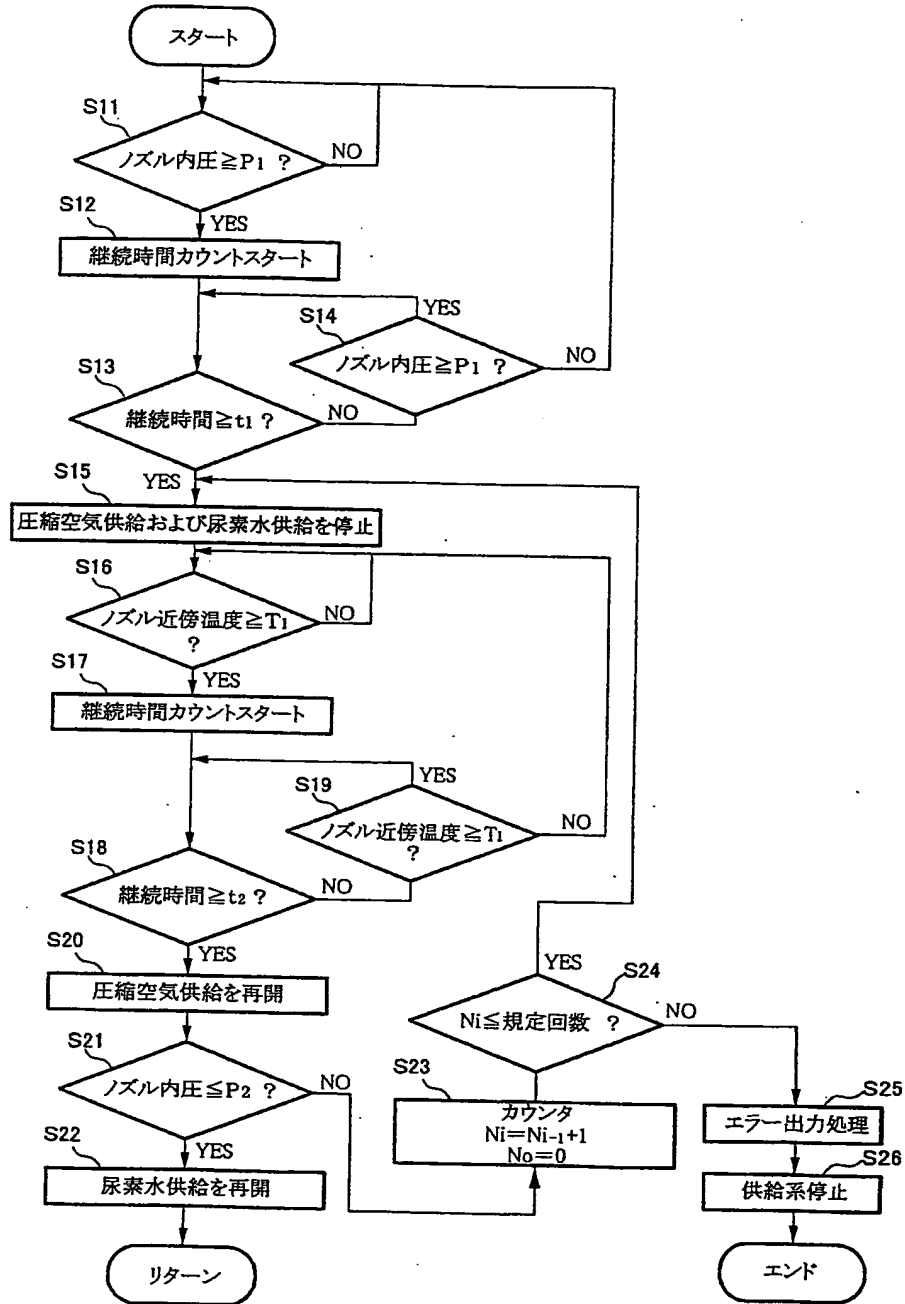 スタート
S11
ノズル内圧≧P1 ?
NO
YES
S12
継続時間カウントスタート
S14
YES
ノズル内圧≧P1 ?
NO
S13
継続時間≧t1 ?
NO
YES
S15
圧縮空気供給および尿素水供給を停止
S16
ノズル近傍温度≧T1
?
NO
YES
S17
継続時間カウントスタート
YES
S19
ノズル近傍温度≧T1
?
NO
S18
継続時間≧t2 ?
NO
YES
S20
圧縮空気供給を再開
S21
ノズル内圧≦P2 ?
NO
YES
S22
尿素水供給を再開
リターン
YES
S24
Ni≦規定回数 ?
NO
S23
カウンタ
Ni=Ni-1+1
No=0
S25
エラー出力処理
S26
供給系停止
エンド